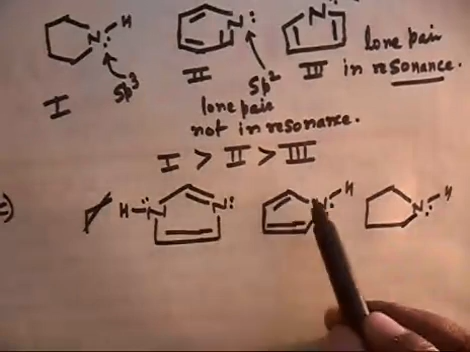 N H N: N
lone pair
I II III in resonance.
sp³ sp²
lone pair
not in resonance.
I > II > III
H-N: N: N H N: H